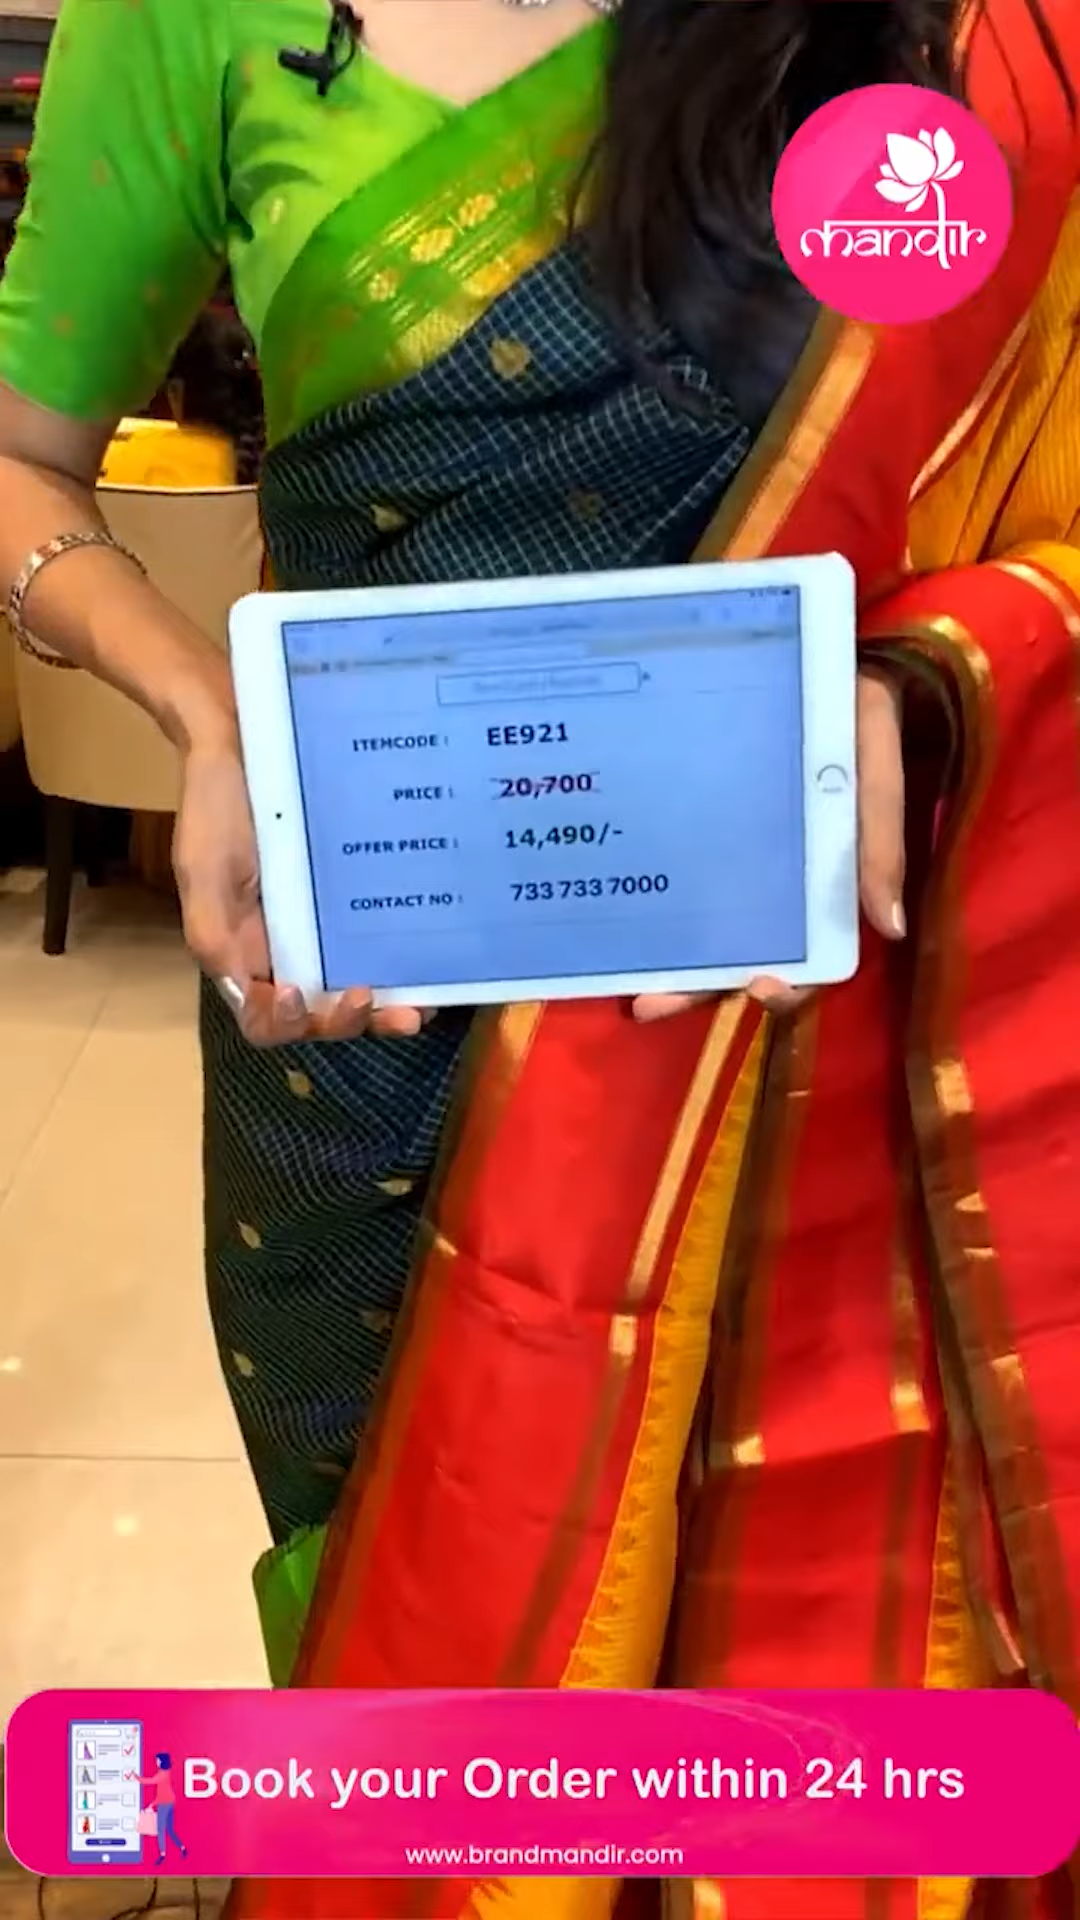 mandir
ITEMCODE : EE921
PRICE : 20,700
OFFER PRICE : 14,490/-
CONTACT NO : 733 733 7000
Book your Order within 24 hrs
www.brandmandir.com